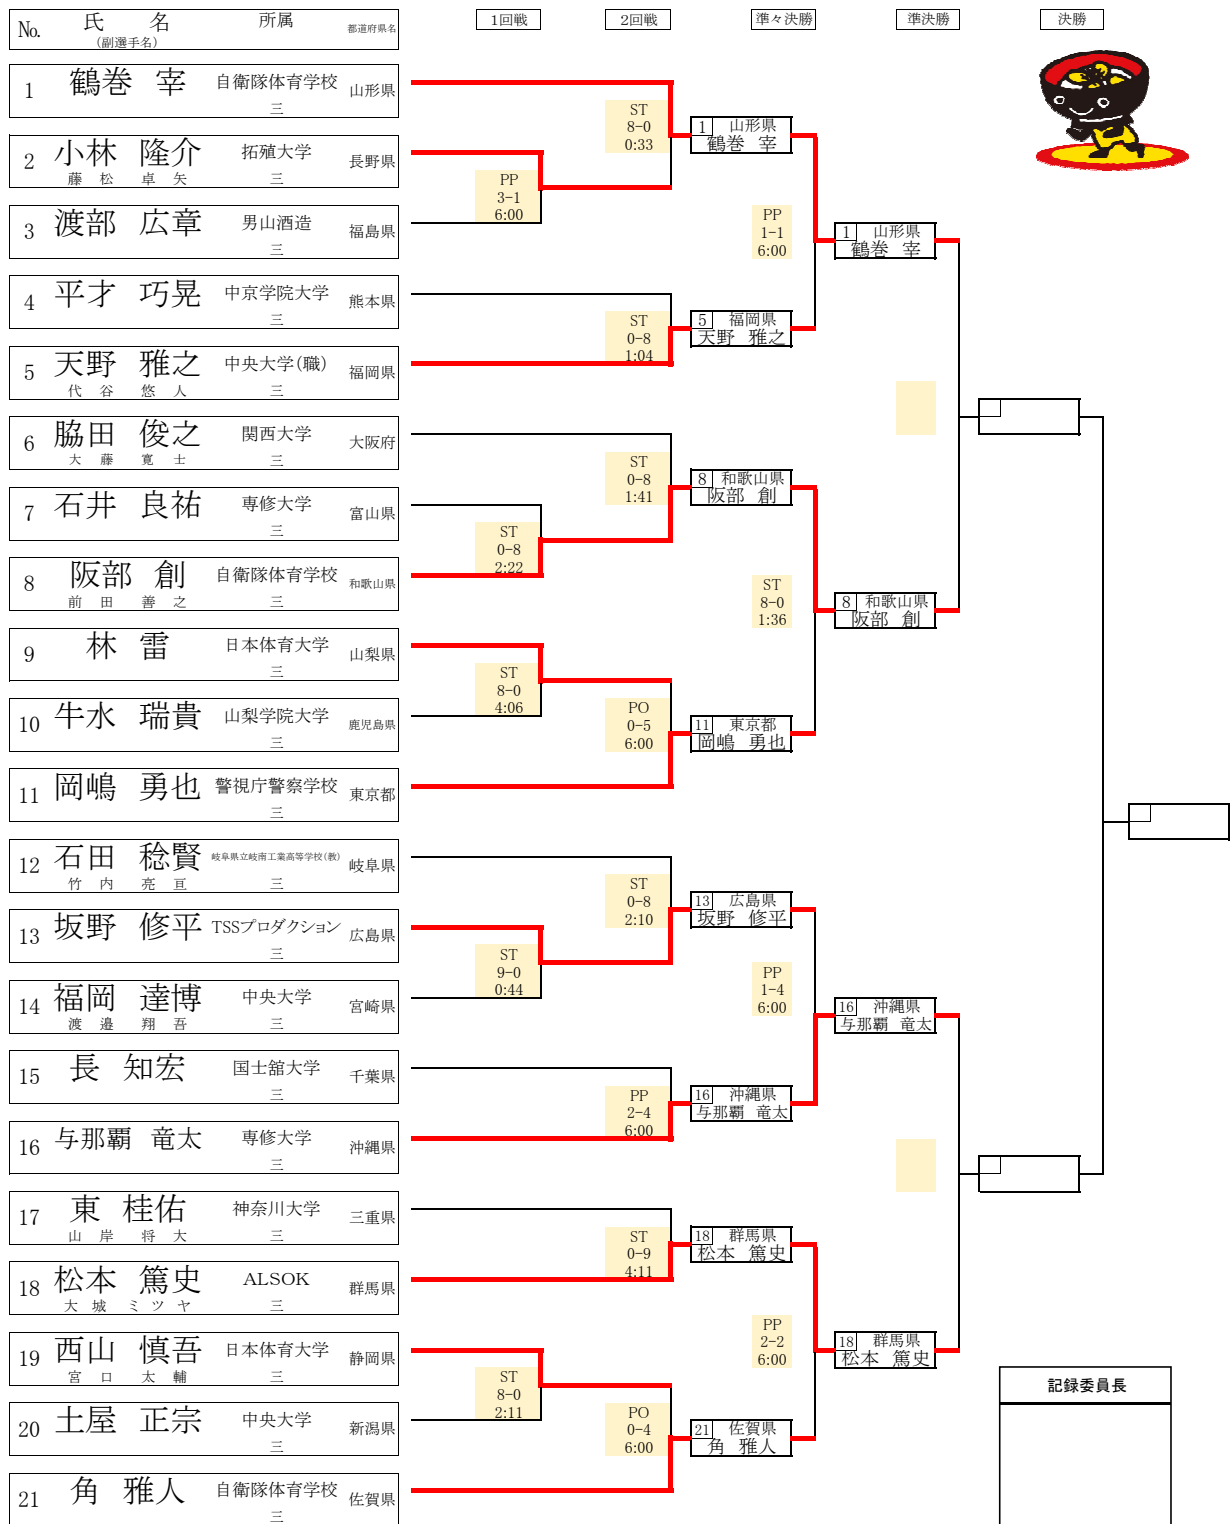 No. 氏 名 所属 都道府県名
(副選手名)
1回戦 2回戦 準々決勝 準決勝 決勝
1 鶴巻 宰 自衛隊体育学校 山形県
三
2 小林 隆介 拓殖大学 長野県
藤松 卓矢 三
3 渡部 広章 男山酒造 福島県
三
4 平才 巧晃 中京学院大学 熊本県
三
5 天野 雅之 中央大学(職) 福岡県
代谷 悠人 三
6 脇田 俊之 関西大学 大阪府
大藤 寛士 三
7 石井 良祐 専修大学 富山県
三
8 阪部 創 自衛隊体育学校 和歌山県
前田 善之 三
9 林 雷 日本体育大学 山梨県
三
10 牛水 瑞貴 山梨学院大学 鹿児島県
三
11 岡嶋 勇也 警視庁警察学校 東京都
三
12 石田 稔賢 岐阜県立岐南工業高等学校(教) 岐阜県
竹内 亮亘 三
13 坂野 修平 TSSプロダクション 広島県
三
14 福岡 達博 中央大学 宮崎県
渡邉 翔吾 三
15 長 知宏 国士舘大学 千葉県
三
16 与那覇 竜太 専修大学 沖縄県
三
17 東 桂佑 神奈川大学 三重県
山岸 将大 三
18 松本 篤史 ALSOK 群馬県
大城 ミツヤ 三
19 西山 慎吾 日本体育大学 静岡県
宮口 太輔 三
20 土屋 正宗 中央大学 新潟県
三
21 角 雅人 自衛隊体育学校 佐賀県
三
PP
3-1
6:00
ST
0-8
2:22
ST
8-0
4:06
ST
9-0
0:44
ST
8-0
2:11
ST
8-0
0:33
ST
0-8
1:04
ST
0-8
1:41
PO
0-5
6:00
ST
0-8
2:10
PP
2-4
6:00
ST
0-9
4:11
PO
0-4
6:00
1 山形県
鶴巻 宰
5 福岡県
天野 雅之
8 和歌山県
阪部 創
11 東京都
岡嶋 勇也
13 広島県
坂野 修平
16 沖縄県
与那覇 竜太
18 群馬県
松本 篤史
21 佐賀県
角 雅人
PP
1-1
6:00
ST
8-0
1:36
PP
1-4
6:00
PP
2-2
6:00
1 山形県
鶴巻 宰
8 和歌山県
阪部 創
16 沖縄県
与那覇 竜太
18 群馬県
松本 篤史
記録委員長